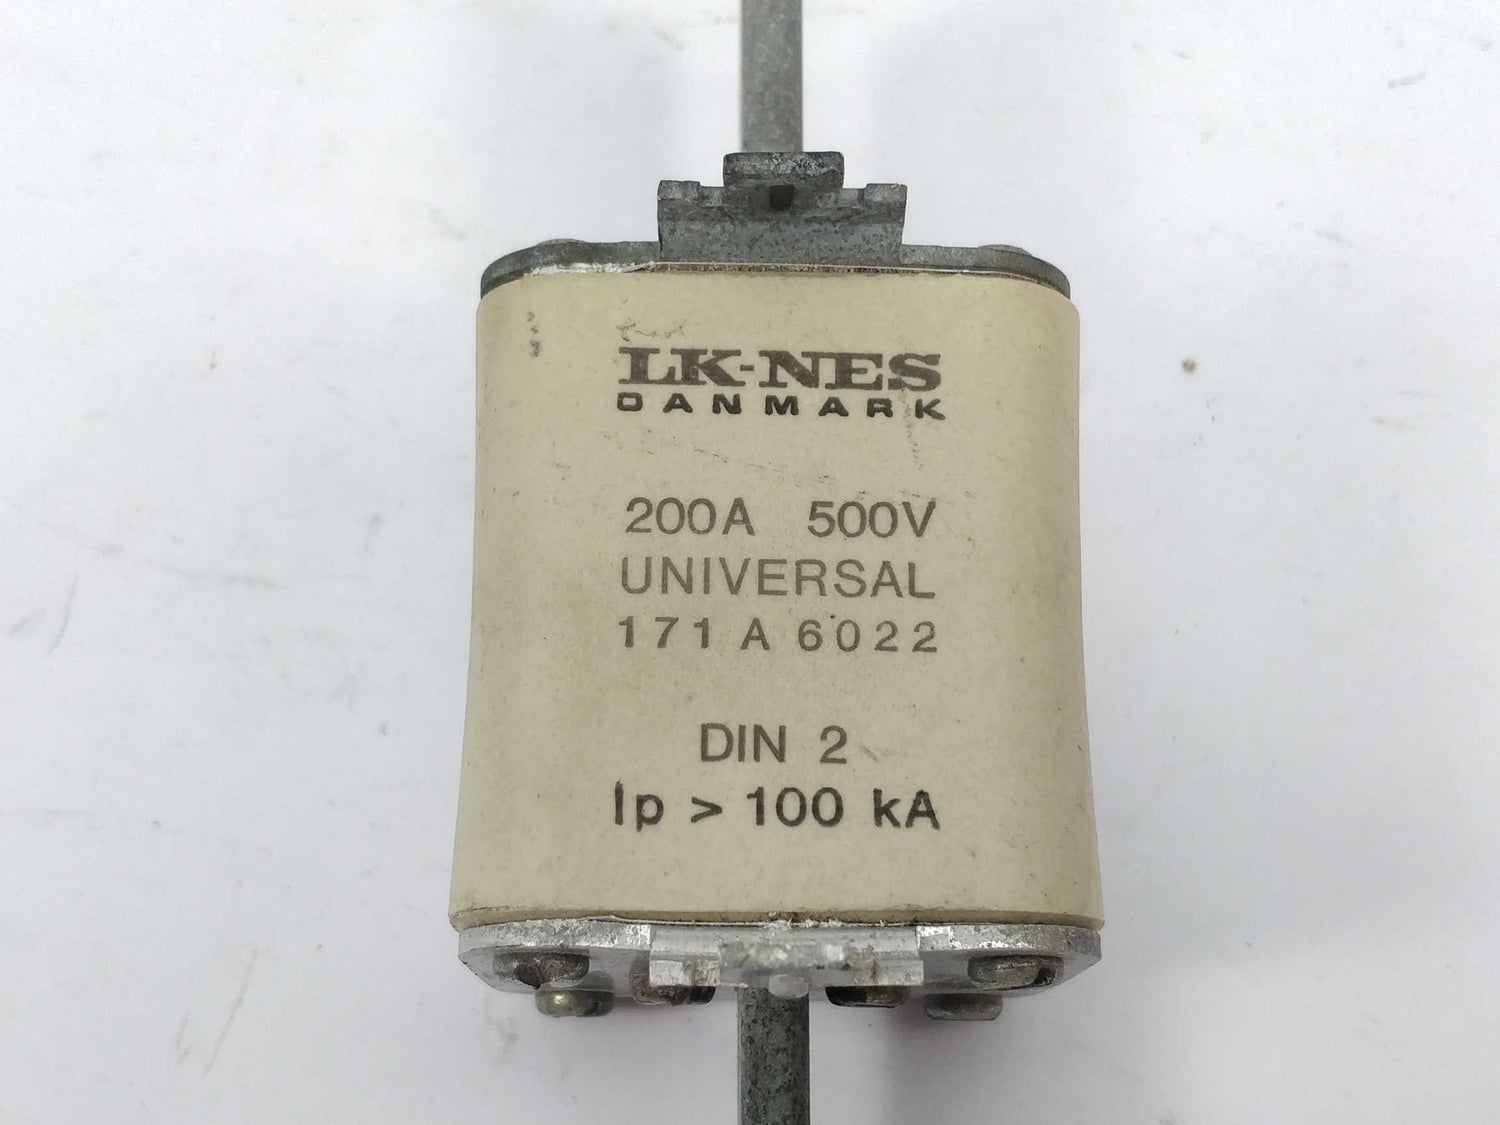 LK-NES
DANMARK
200A 500V
UNIVERSAL
171 A 6022
DIN 2
Ip > 100 kA